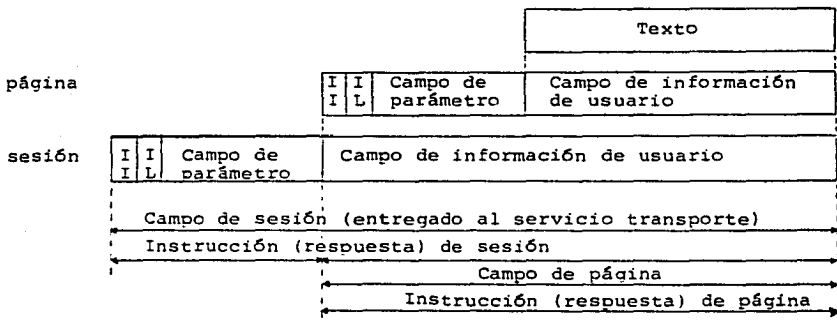 Texto
página
I I Campo de Campo de información
I L parámetro de usuario
sesión
I I Campo de Campo de información de usuario
I L parámetro
Campo de sesión (entregado al servicio transporte)
Instrucción (respuesta) de sesión
Campo de página
Instrucción (respuesta) de página